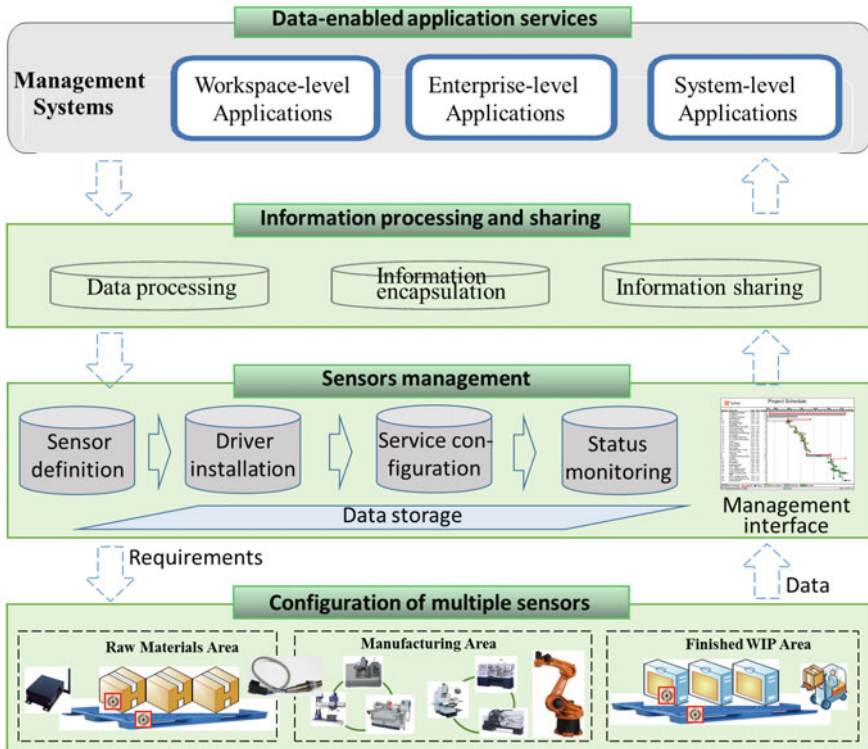 Data-enabled application services
Management
Systems
Workspace-level
Applications
Enterprise-level
Applications
System-level
Applications
Information processing and sharing
Data processing
Information
encapsulation
Information sharing
Sensors management
Sensor
definition
Driver
installation
Service con-
figuration
Status
monitoring
Data storage
Project Schedule
Management
interface
Requirements
Data
Configuration of multiple sensors
Raw Materials Area
Manufacturing Area
Finished WIP Area